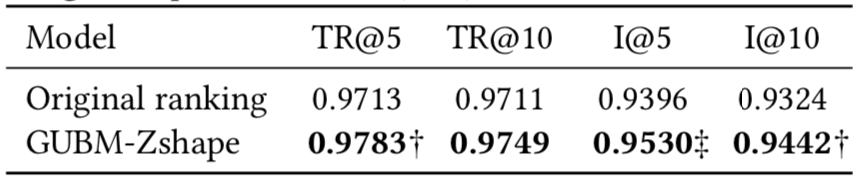 Model TR@5 TR@10 I@5 I@10
Original ranking 0.9713 0.9711 0.9396 0.9324
GUBM-Zshape 0.9783† 0.9749 0.9530‡ 0.9442†